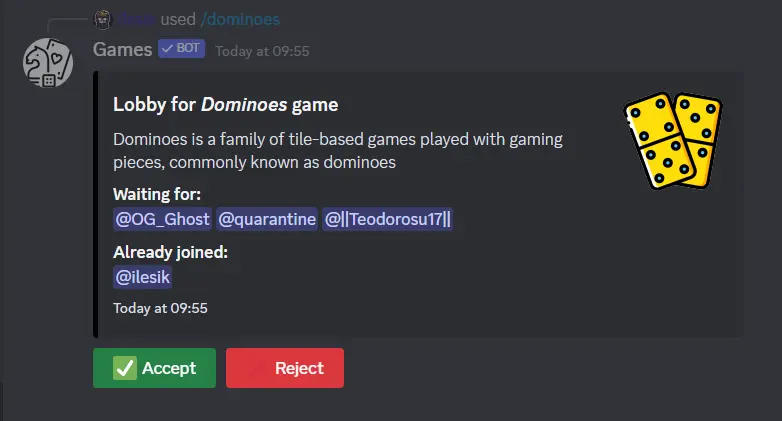 used /dominoes
Games ✓ BOT Today at 09:55
Lobby for Dominoes game
Dominoes is a family of tile-based games played with gaming
pieces, commonly known as dominoes
Waiting for:
@OG_Ghost @quarantine @||Teodorosu17||
Already joined:
@ilesik
Today at 09:55
Accept Reject